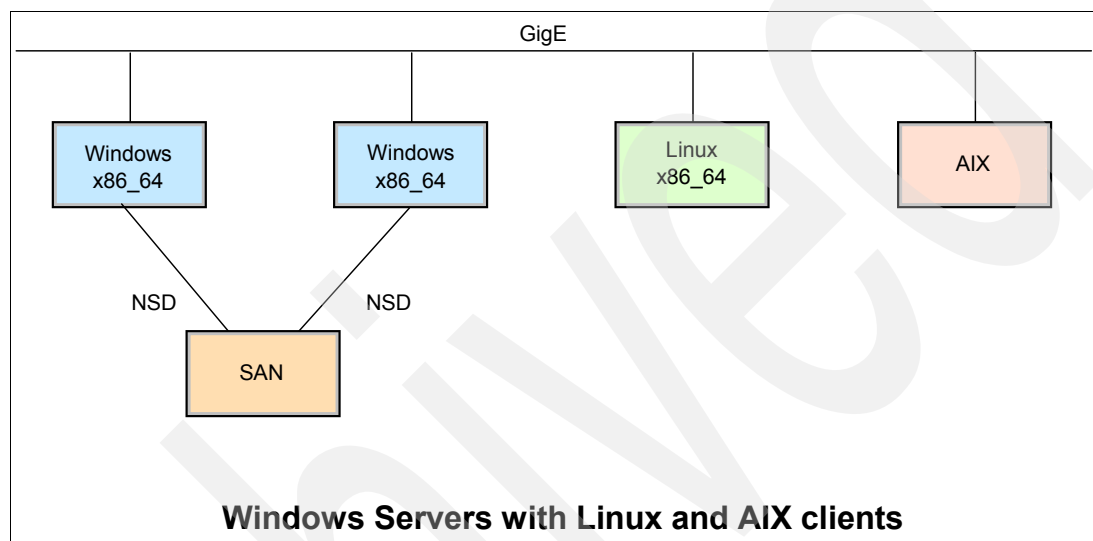 GigE
Windows
x86_64
Windows
x86_64
Linux
x86_64
AIX
NSD
NSD
SAN
Windows Servers with Linux and AIX clients